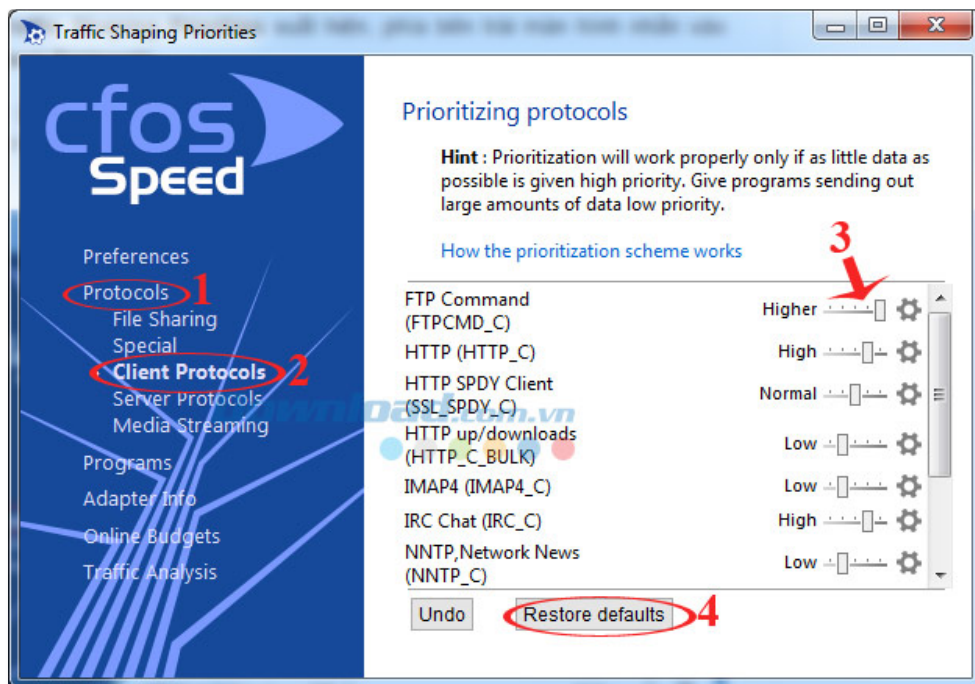 Traffic Shaping Priorities
cfos
Speed
Preferences
Protocols 1
File Sharing
Special
Client Protocols 2
Server Protocols
Media Streaming
Programs
Adapter Info
Online Budgets
Traffic Analysis
Prioritizing protocols
Hint : Prioritization will work properly only if as little data as
possible is given high priority. Give programs sending out
large amounts of data low priority.
How the prioritization scheme works
3
FTP Command
(FTPCMD_C)
Higher
HTTP (HTTP_C)
High
HTTP SPDY Client
(SSL_SPDY_C)
Normal
HTTP up/downloads
(HTTP_C_BULK)
Low
IMAP4 (IMAP4_C)
Low
IRC Chat (IRC_C)
High
NNTP,Network News
(NNTP_C)
Low
Undo
Restore defaults 4
Download.com.vn